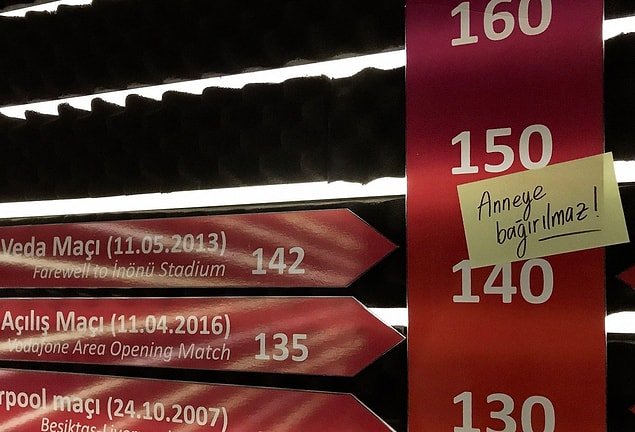 160
150
Anneye
bağırılmaz!
140
130
Veda Maçı (11.05.2013)
Farewell to İnönü Stadium
142
Açılış Maçı (11.04.2016)
Vodafone Area Opening Match
135
maçı (24.10.2007)